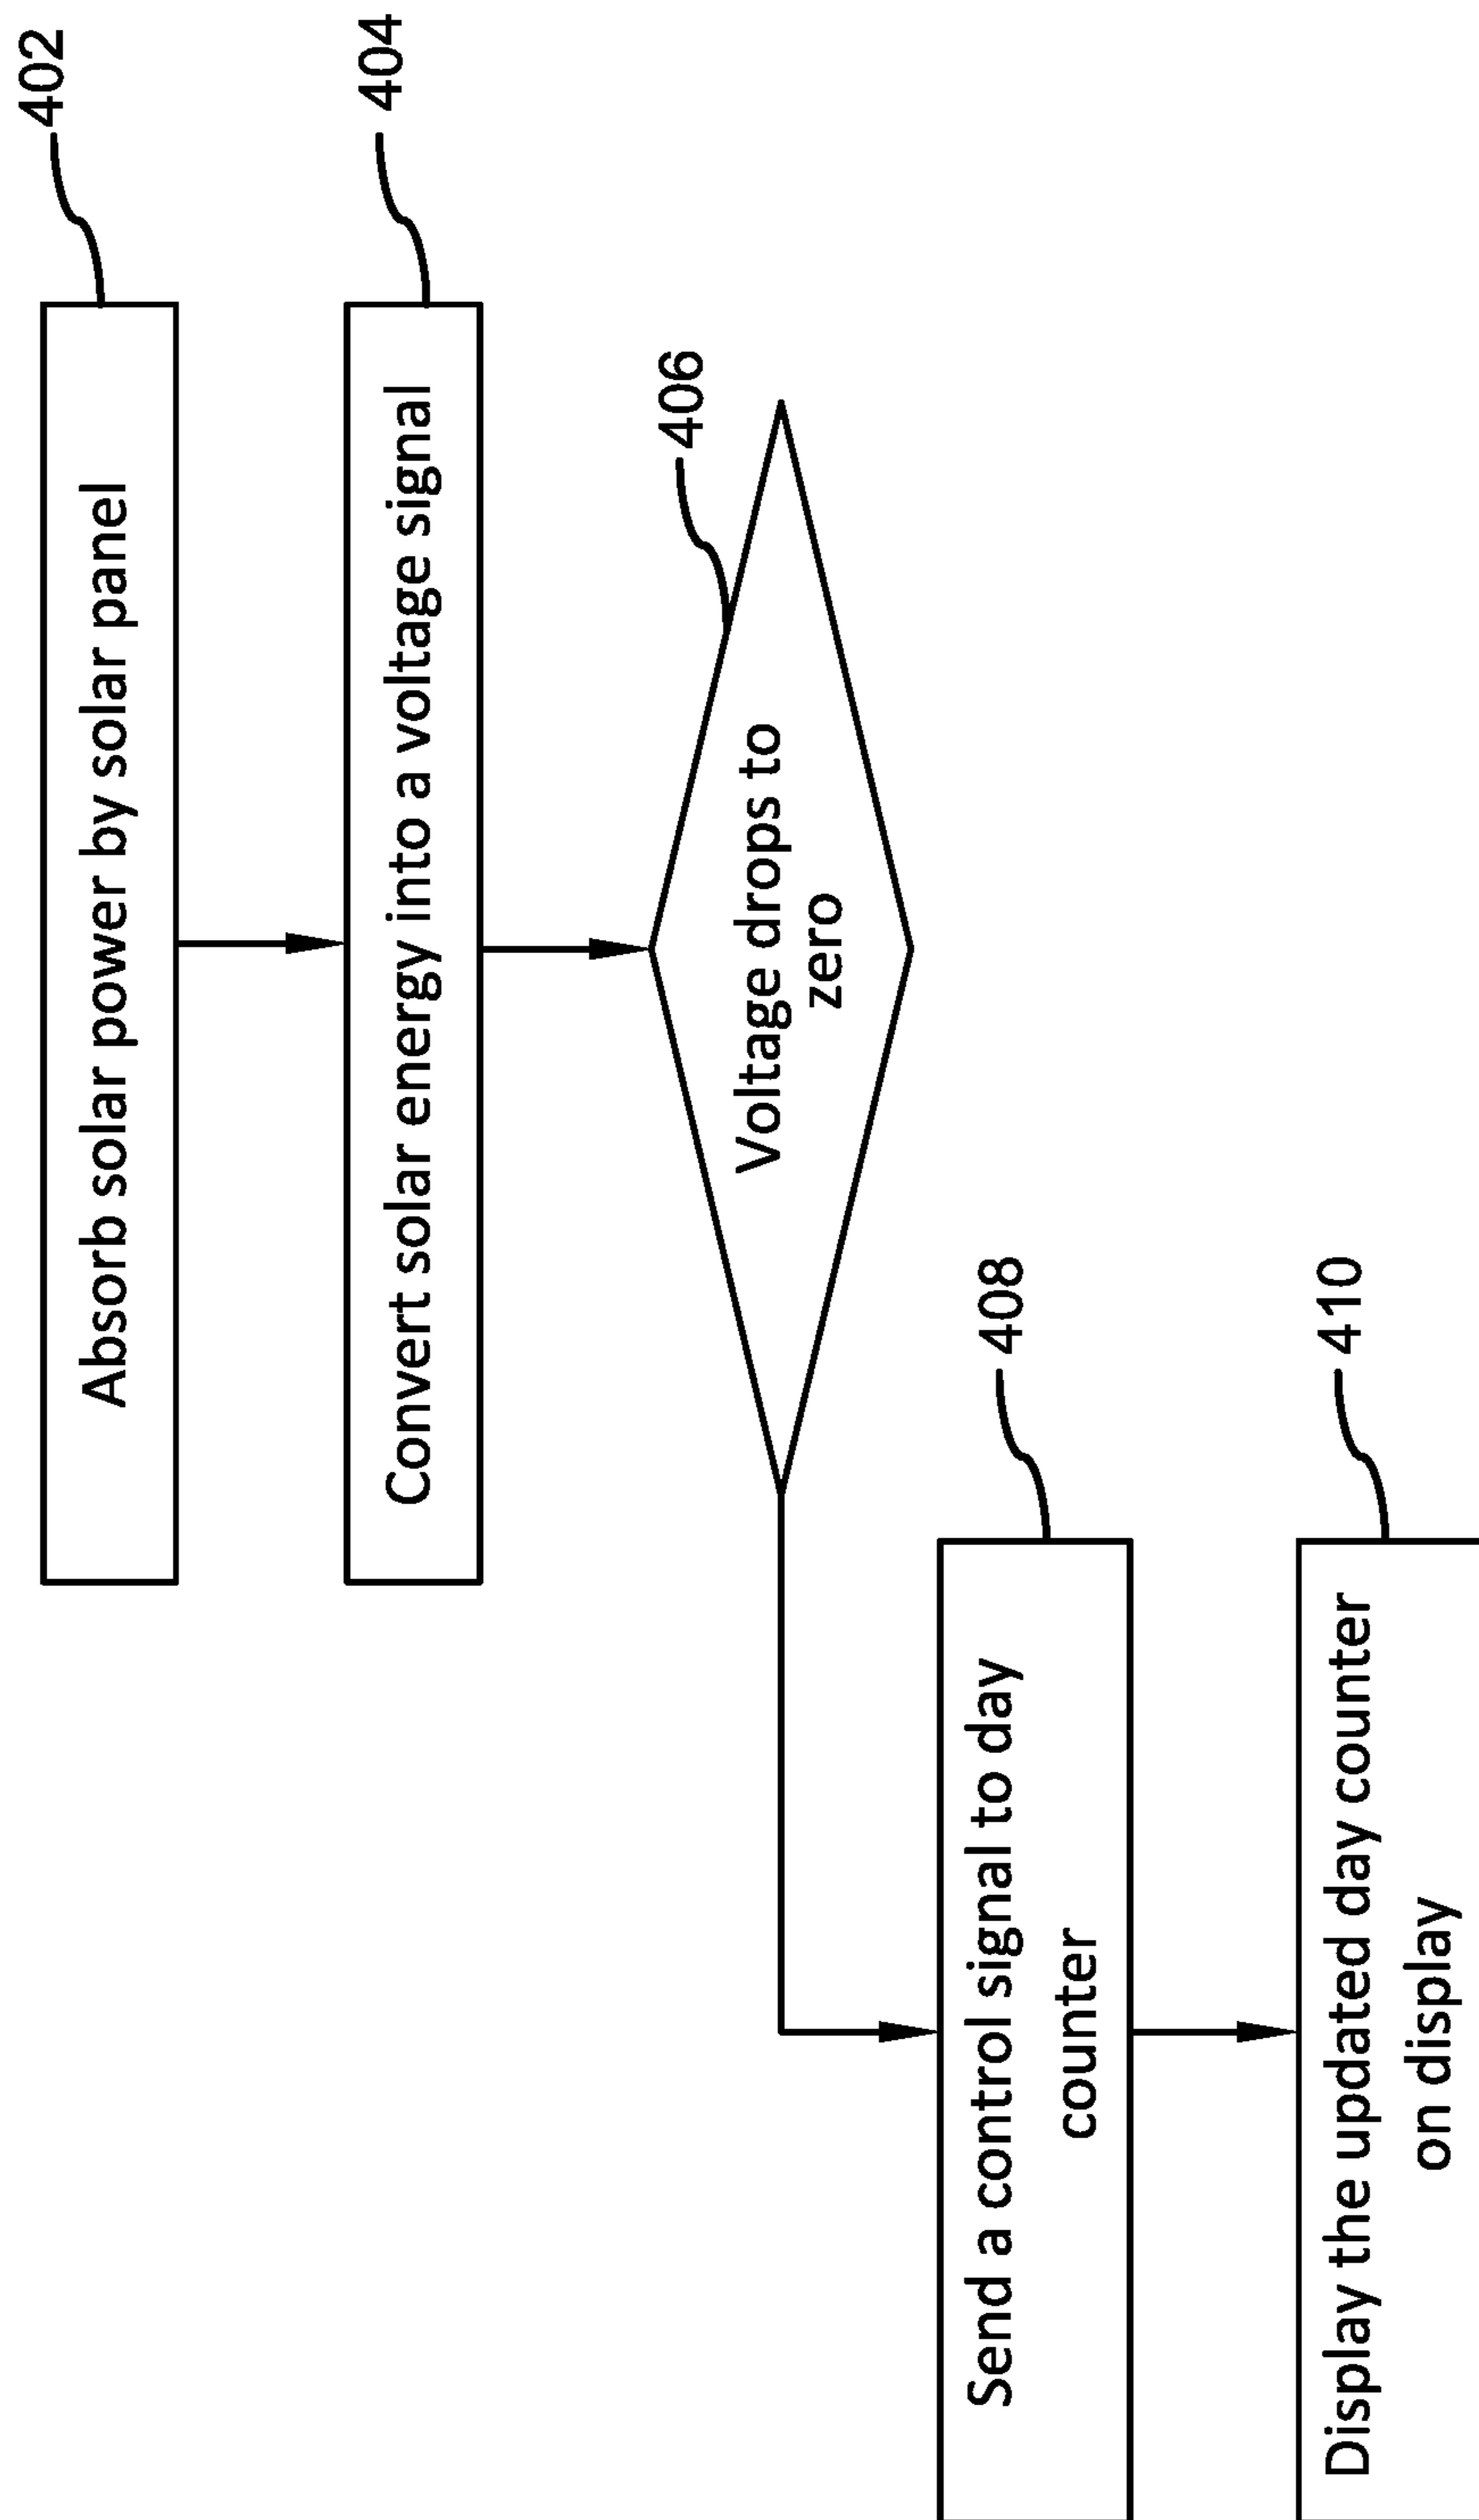 402
Absorb solar power by solar panel
404
Convert solar energy into a voltage signal
406
Voltage drops to
zero
408
Send a control signal to day
counter
410
Display the updated day counter
on display